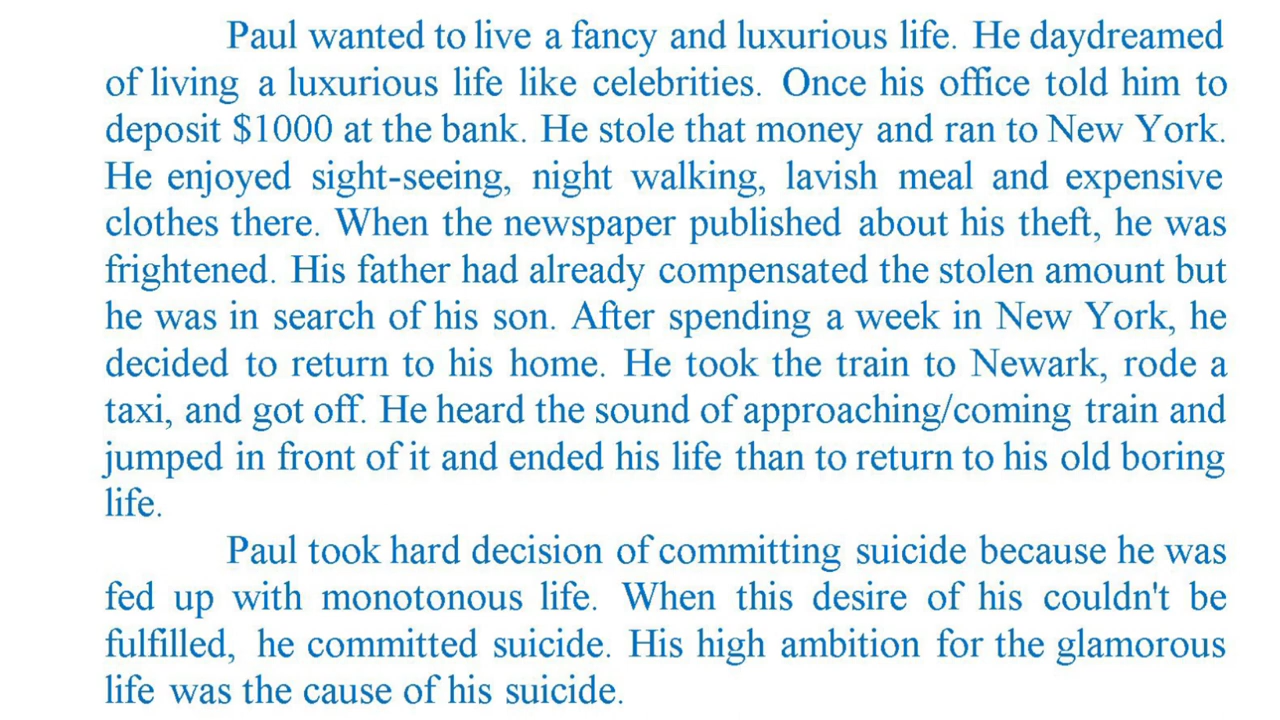 Paul wanted to live a fancy and luxurious life. He daydreamed
of living a luxurious life like celebrities. Once his office told him to
deposit $1000 at the bank. He stole that money and ran to New York.
He enjoyed sight-seeing, night walking, lavish meal and expensive
clothes there. When the newspaper published about his theft, he was
frightened. His father had already compensated the stolen amount but
he was in search of his son. After spending a week in New York, he
decided to return to his home. He took the train to Newark, rode a
taxi, and got off. He heard the sound of approaching/coming train and
jumped in front of it and ended his life than to return to his old boring
life.
Paul took hard decision of committing suicide because he was
fed up with monotonous life. When this desire of his couldn't be
fulfilled, he committed suicide. His high ambition for the glamorous
life was the cause of his suicide.